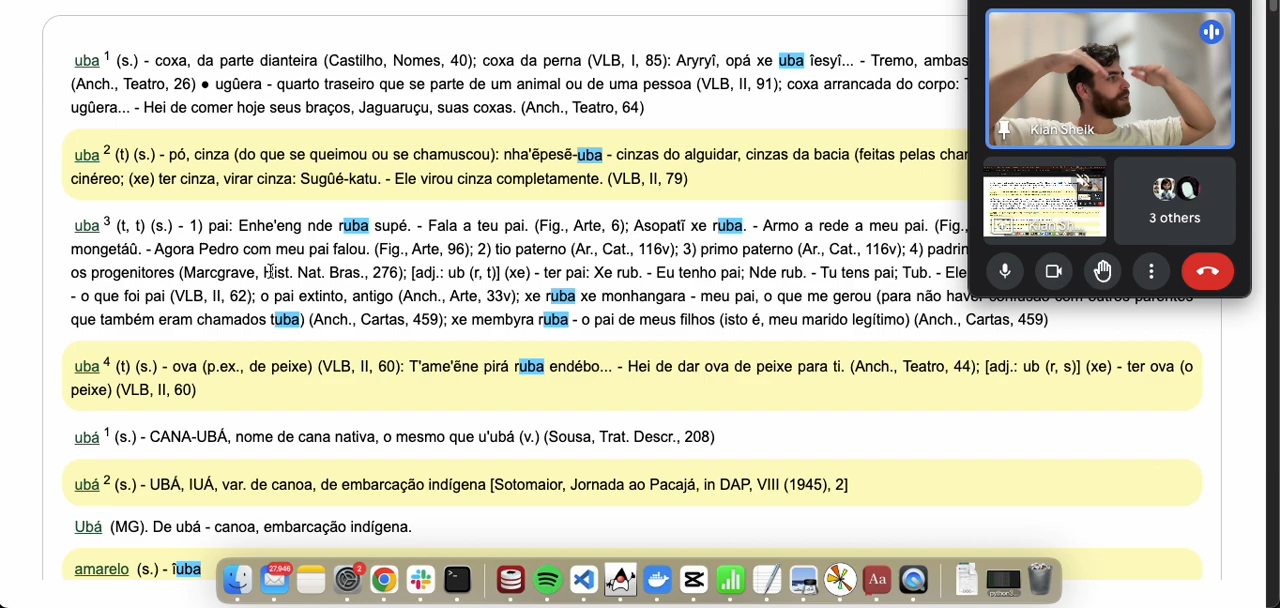 uba 1 (s.) - coxa, da parte dianteira (Castilho, Nomes, 40); coxa da perna (VLB, I, 85): Aryryî, opá xe uba îesyî... - Tremo, ambas
(Anch., Teatro, 26) ● ugûera - quarto traseiro que se parte de um animal ou de uma pessoa (VLB, II, 91); coxa arrancada do corpo:
ugûera... - Hei de comer hoje seus braços, Jaguaruçu, suas coxas. (Anch., Teatro, 64)
uba 2 (t) (s.) - pó, cinza (do que se queimou ou se chamuscou): nha'ẽpesẽ-uba - cinzas do alguidar, cinzas da bacia (feitas pelas
cinéreo; (xe) ter cinza, virar cinza: Sugûé-katu. - Ele virou cinza completamente. (VLB, II, 79)
uba 3 (t, t) (s.) - 1) pai: Enhe'eng nde ruba supé. - Fala a teu pai. (Fig., Arte, 6); Asopatĩ xe ruba. - Armo a rede a meu pai. (Fig.,
mongetáû. - Agora Pedro com meu pai falou. (Fig., Arte, 96); 2) tio paterno (Ar., Cat., 116v); 3) primo paterno (Ar., Cat., 116v); 4)
os progenitores (Marcgrave, Hist. Nat. Bras., 276); [adj.: ub (r, t)] (xe) - ter pai: Xe rub. - Eu tenho pai; Nde rub. - Tu tens pai; Tub. - Ele
- o que foi pai (VLB, II, 62); o pai extinto, antigo (Anch., Arte, 33v); xe ruba xe monhangara - meu pai, o que me gerou (para não
que também eram chamados tuba) (Anch., Cartas, 459); xe membyra ruba - o pai de meus filhos (isto é, meu marido legítimo) (Anch., Cartas, 459)
uba 4 (t) (s.) - ova (p.ex., de peixe) (VLB, II, 60): T'ame'ẽne pirá ruba endébo... - Hei de dar ova de peixe para ti. (Anch., Teatro, 44); [adj.: ub (r, s)] (xe) - ter ova (o
peixe) (VLB, II, 60)
ubá 1 (s.) - CANA-UBÁ, nome de cana nativa, o mesmo que u'ubá (v.) (Sousa, Trat. Descr., 208)
ubá 2 (s.) - UBÁ, IUÁ, var. de canoa, de embarcação indígena [Sotomaior, Jornada ao Pacajá, in DAP, VIII (1945), 2]
Ubá (MG). De ubá - canoa, embarcação indígena.
amarelo (s.) - îuba
Kian Sheik
Kian Sh...
3 others
27,946
2
Aa
python3...